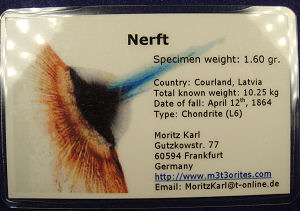 Nerft
Specimen weight: 1.60 gr.
Country: Courland, Latvia
Total known weight: 10.25 kg
Date of fall: April 12th, 1864
Type: Chondrite (L6)
Moritz Karl
Gutzkowstr. 77
60594 Frankfurt
Germany
http://www.m3t3orites.com
Email: MoritzKarl@t-online.de